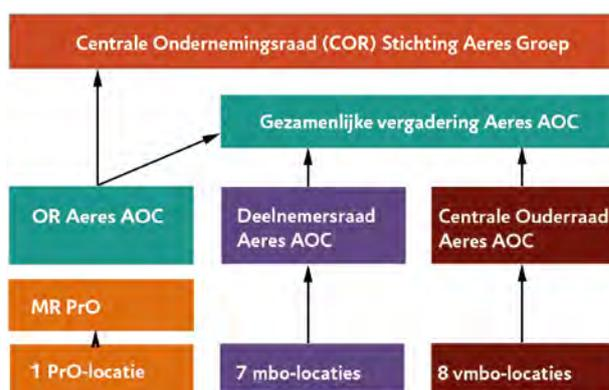 Centrale Ondernemingsraad (COR) Stichting Aeres Groep
Gezamenlijke vergadering Aeres AOC
OR Aeres AOC
Deelnemersraad
Aeres AOC
Centrale Ouderraad
Aeres AOC
MR PrO
1 PrO-locatie
7 mbo-locaties
8 vmbo-locaties